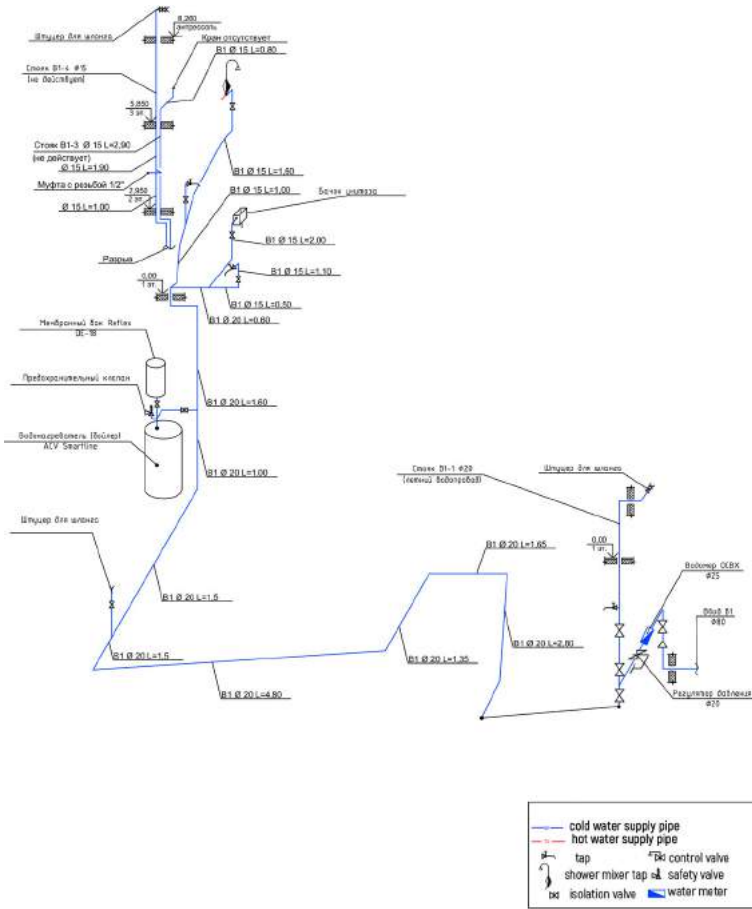 8,260
антресоль
Штуцер для шланга
Кран отсутствует
B1 Ø 15 L=0,80
Стояк B1-4 Ø15
(не действует)
5,850
3 эт.
Стояк B1-3 Ø 15 L=2,90
(не действует)
Ø 15 L=1,90
Муфта с резьбой 1/2"
2,950
2 эт.
Ø 15 L=1,00
Разрыв
B1 Ø 15 L=1,60
B1 Ø 15 L=1,00
Бачок унитаза
B1 Ø 15 L=2,00
B1 Ø 15 L=1,10
0,00
1 эт.
B1 Ø 15 L=0,50
B1 Ø 20 L=0,60
Мембранный бак Reflex
DE-18
Предохранительный клапан
B1 Ø 20 L=1,60
Водонагреватель (бойлер)
ACV Smartline
B1 Ø 20 L=1,00
Стояк B1-1 Ø20
(летний водопровод)
Штуцер для шланга
Штуцер для шланга
0,00
1 эт.
B1 Ø 20 L=1,65
Водомер ОСВХ
Ø25
B1 Ø 20 L=1,5
Ввод B1
Ø80
B1 Ø 20 L=2,80
B1 Ø 20 L=1,5
B1 Ø 20 L=1,35
B1 Ø 20 L=4,80
Регулятор давления
Ø20
cold water supply pipe
hot water supply pipe
tap
control valve
shower mixer tap
safety valve
isolation valve
water meter